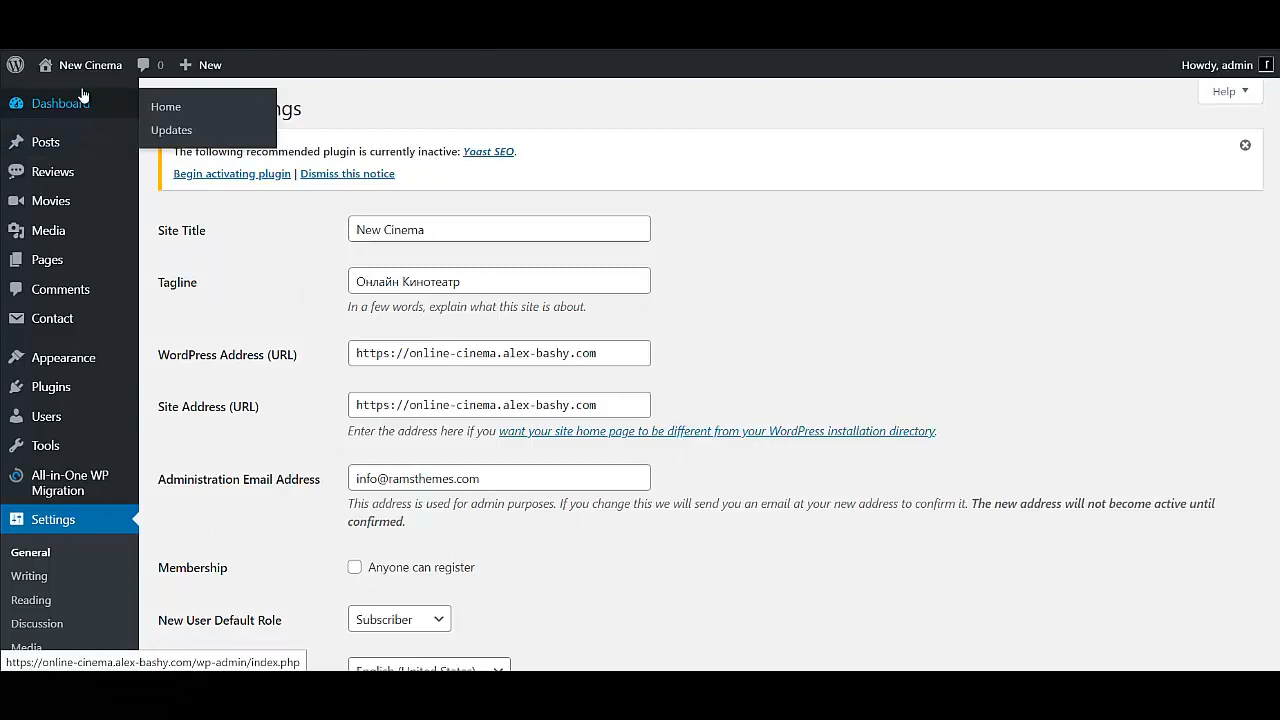 New Cinema
0
New
Howdy, admin
Dashboard
Home
Updates
ngs
Help
Posts
Reviews
Movies
Media
Pages
Comments
Contact
Appearance
Plugins
Users
Tools
All-in-One WP
Migration
Settings
General
Writing
Reading
Discussion
Media
The following recommended plugin is currently inactive: Yoast SEO.
Begin activating plugin | Dismiss this notice
Site Title
New Cinema
Tagline
Онлайн Кинотеатр
In a few words, explain what this site is about.
WordPress Address (URL)
https://online-cinema.alex-bashy.com
Site Address (URL)
https://online-cinema.alex-bashy.com
Enter the address here if you want your site home page to be different from your WordPress installation directory.
Administration Email Address
info@ramsthemes.com
This address is used for admin purposes. If you change this we will send you an email at your new address to confirm it. The new address will not become active until
confirmed.
Membership
Anyone can register
New User Default Role
Subscriber
English (United States)
https://online-cinema.alex-bashy.com/wp-admin/index.php